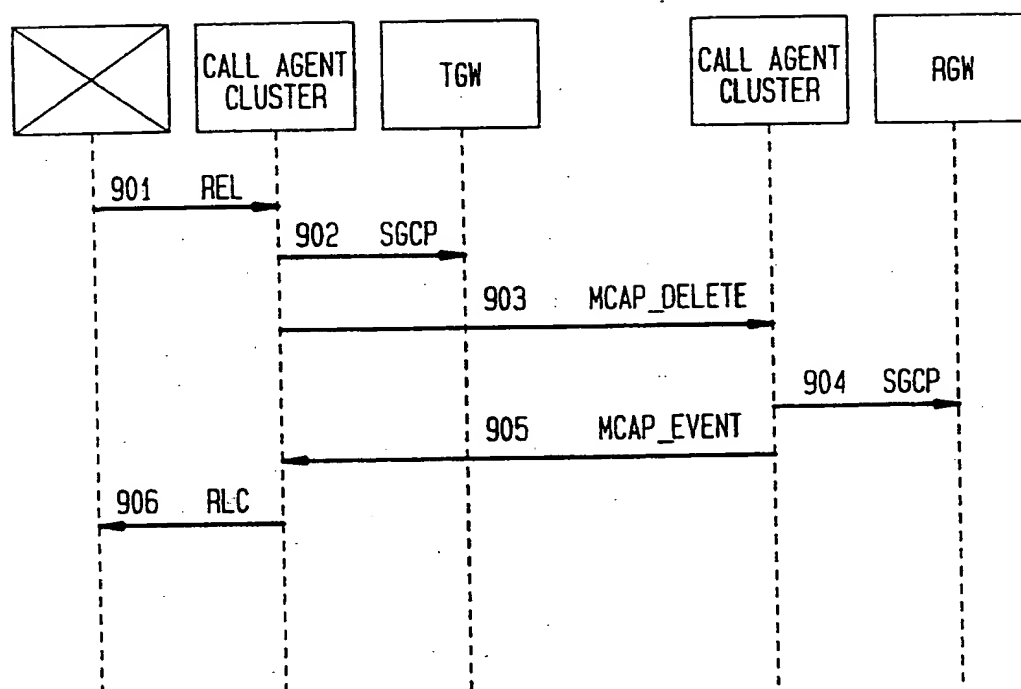 CALL AGENT
CLUSTER
TGW
CALL AGENT
CLUSTER
RGW
901 REL
902 SGCP
903 MCAP_DELETE
904 SGCP
905 MCAP_EVENT
906 RLC